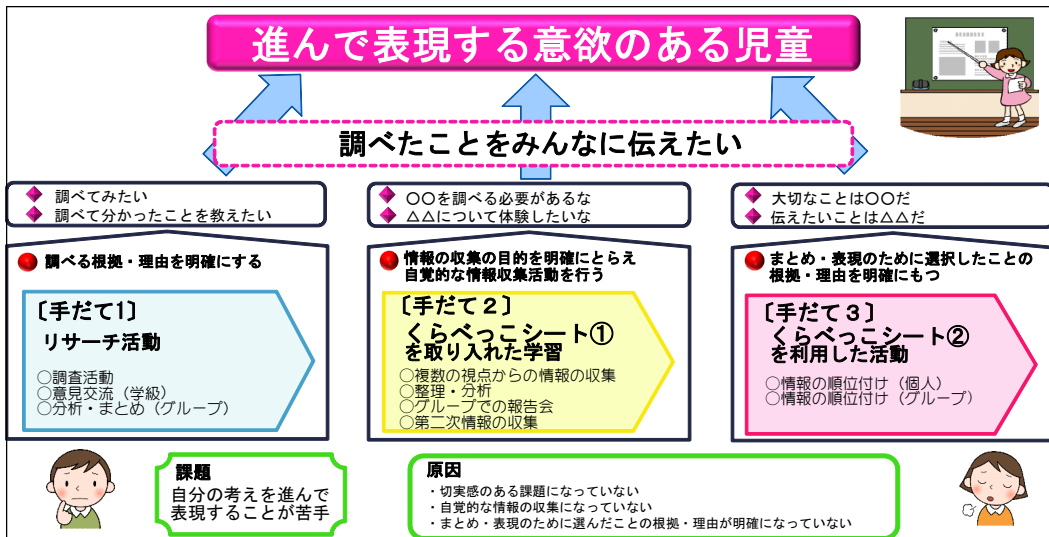 進んで表現する意欲のある児童
調べたことをみんなに伝えたい
調べてみたい
調べて分かったことを教えたい
調べる根拠・理由を明確にする
〔手だて1〕
リサーチ活動
○調査活動
○意見交流（学級）
○分析・まとめ（グループ）
○○を調べる必要があるな
△△について体験したいな
情報の収集の目的を明確にとらえ
自覚的な情報収集活動を行う
〔手だて２〕
くらべっこシート①
を取り入れた学習
○複数の視点からの情報の収集
○整理・分析
○グループでの報告会
○第二次情報の収集
大切なことは○○だ
伝えたいことは△△だ
まとめ・表現のために選択したことの
根拠・理由を明確にもつ
〔手だて３〕
くらべっこシート②
を利用した活動
○情報の順位付け（個人）
○情報の順位付け（グループ）
課題
自分の考えを進んで
表現することが苦手
原因
・切実感のある課題になっていない
・自覚的な情報の収集になっていない
・まとめ・表現のために選んだことの根拠・理由が明確になっていない